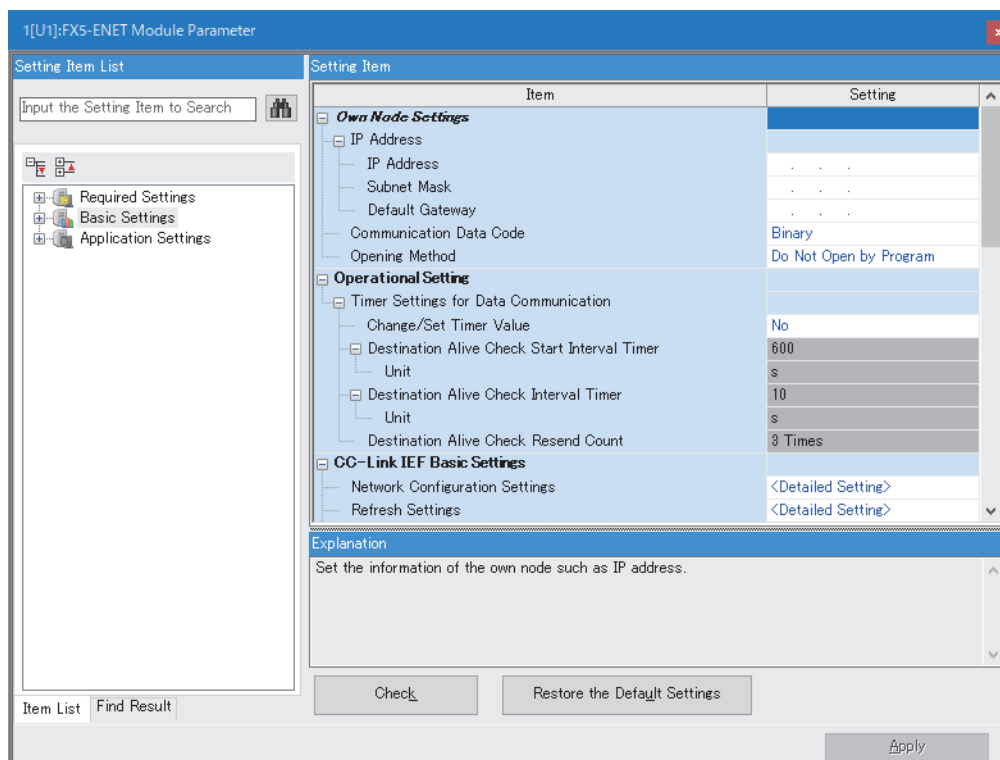 1[U1]:FX5-ENET Module Parameter
Setting Item List
Input the Setting Item to Search
Required Settings
Basic Settings
Application Settings
Item List
Find Result
Setting Item
Item Setting
Own Node Settings
IP Address
IP Address . . .
Subnet Mask . . .
Default Gateway . . .
Communication Data Code Binary
Opening Method Do Not Open by Program
Operational Setting
Timer Settings for Data Communication
Change/Set Timer Value No
Destination Alive Check Start Interval Timer 600
Unit s
Destination Alive Check Interval Timer 10
Unit s
Destination Alive Check Resend Count 3 Times
CC-Link IEF Basic Settings
Network Configuration Settings <Detailed Setting>
Refresh Settings <Detailed Setting>
Explanation
Set the information of the own node such as IP address.
Check
Restore the Default Settings
Apply